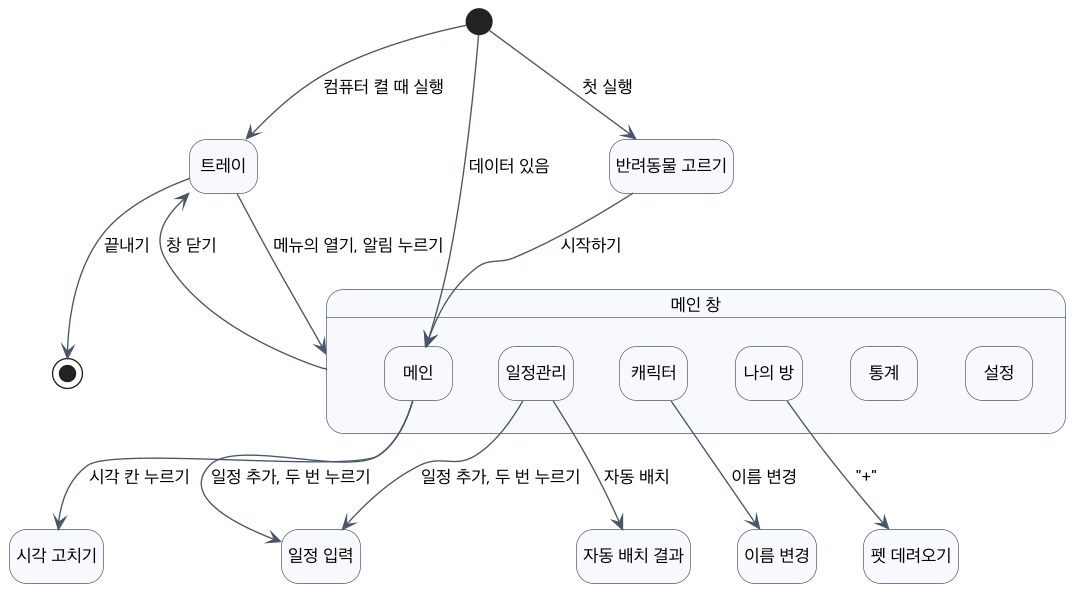 컴퓨터 켤 때 실행
첫 실행
트레이
데이터 있음
반려동물 고르기
끝내기
창 닫기
메뉴의 열기, 알림 누르기
시작하기
메인 창
메인
일정관리
캐릭터
나의 방
통계
설정
시각 칸 누르기
일정 추가, 두 번 누르기
일정 추가, 두 번 누르기
자동 배치
이름 변경
"+"
시각 고치기
일정 입력
자동 배치 결과
이름 변경
펫 데려오기